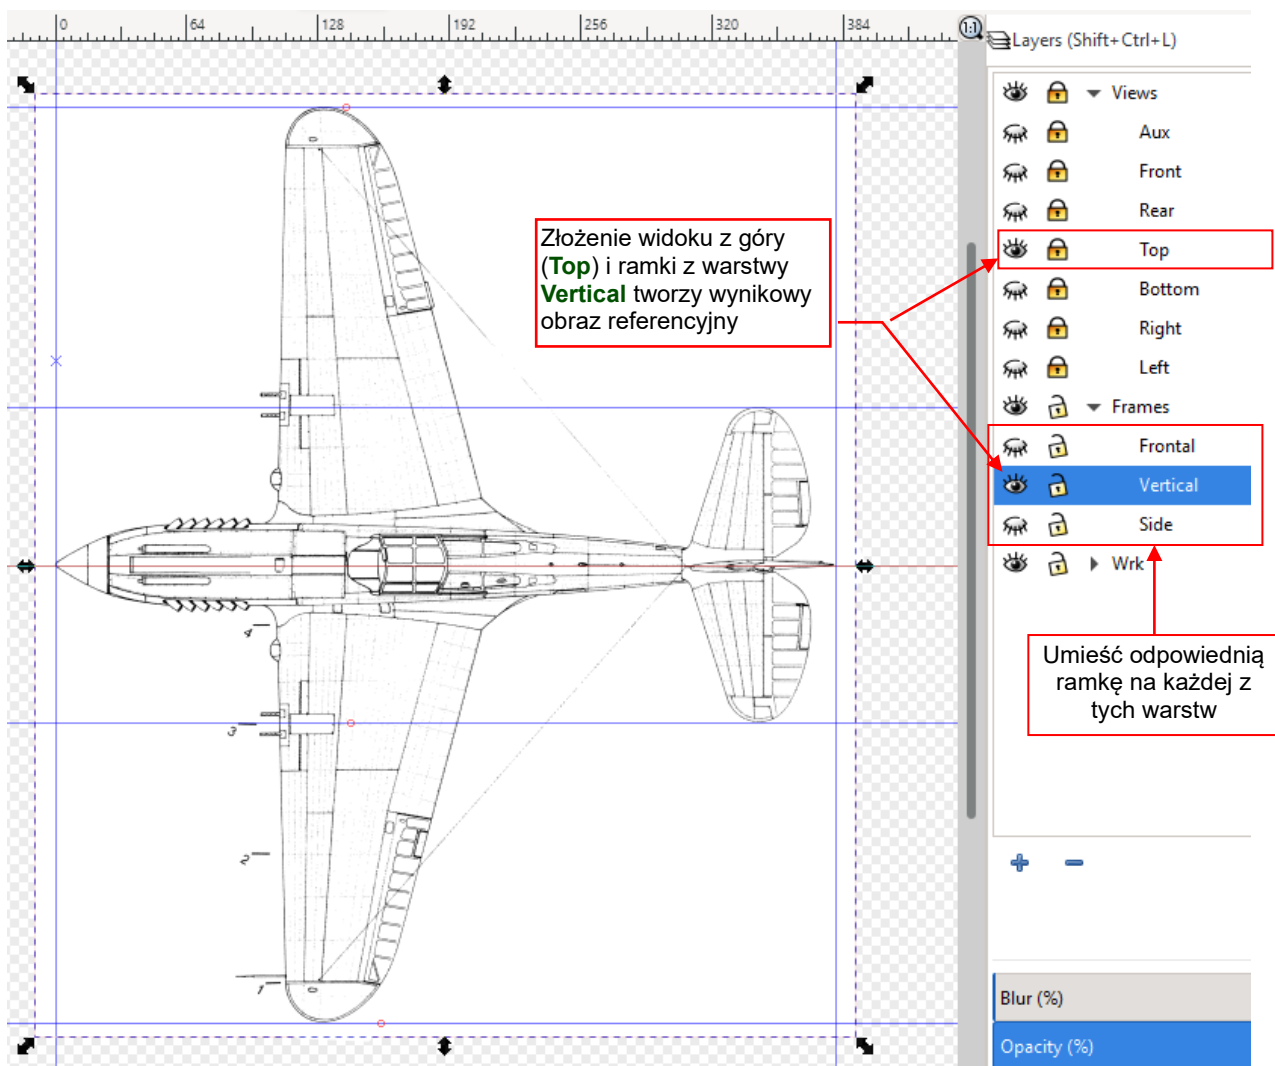 0 64 128 192 256 320 384
1:1
Layers (Shift+Ctrl+L)
Views
Aux
Front
Rear
Top
Bottom
Right
Left
Frames
Frontal
Vertical
Side
Wrk
Złożenie widoku z góry
(Top) i ramki z warstwy
Vertical tworzy wynikowy
obraz referencyjny
Umieść odpowiednią
ramkę na każdej z
tych warstw
4
3
2
1
Blur (%)
Opacity (%)